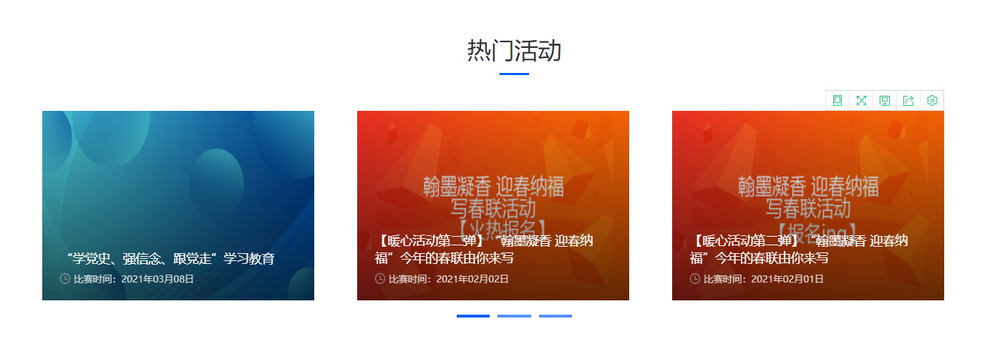 热门活动
“学党史、强信念、跟党走”学习教育
比赛时间：2021年03月08日
翰墨凝香 迎春纳福
写春联活动
【火热报名】
【暖心活动第二弹】“翰墨凝香 迎春纳
福”今年的春联由你来写
比赛时间：2021年02月02日
翰墨凝香 迎春纳福
写春联活动
【报名ing】
【暖心活动第二弹】“翰墨凝香 迎春纳
福”今年的春联由你来写
比赛时间：2021年02月01日